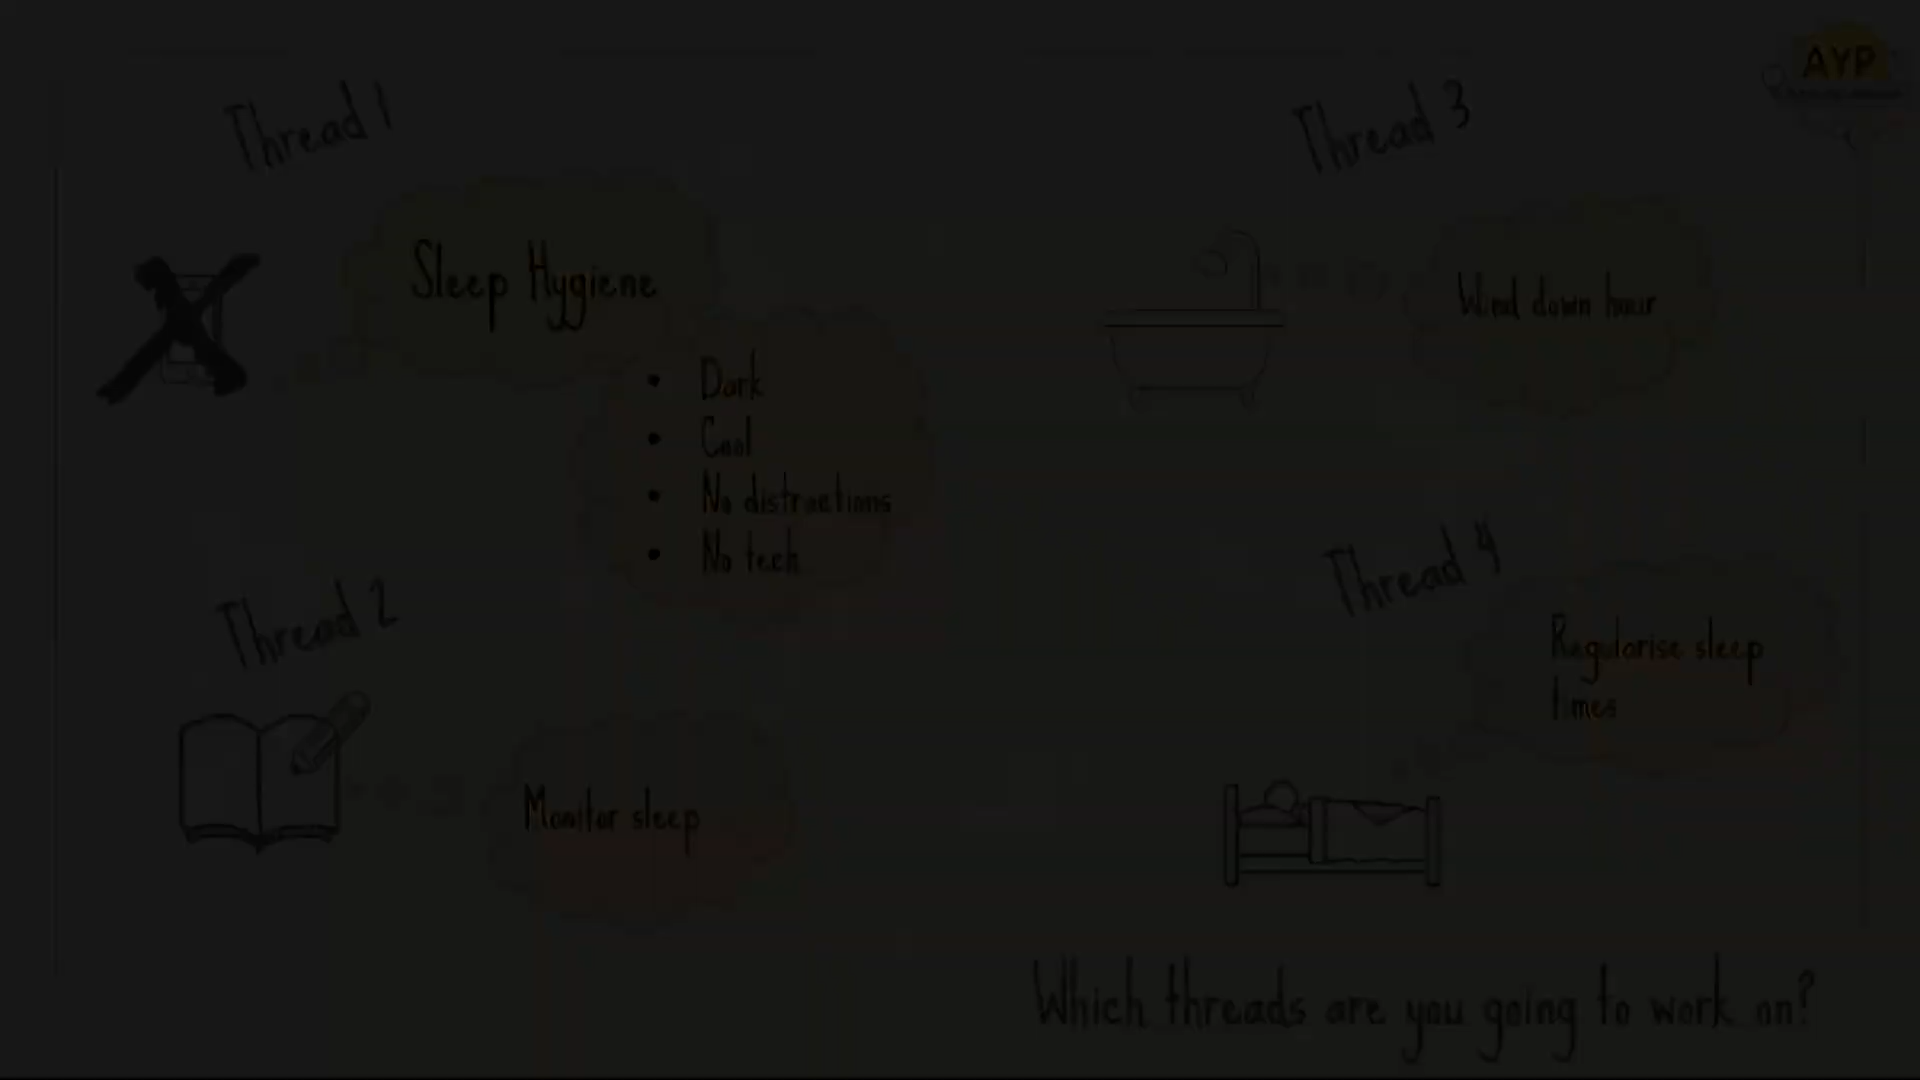 AYP
Thread 1
Sleep Hygiene
• Dark
• Cool
• No distractions
• No tech
Thread 2
Monitor sleep
Thread 3
Wind down hour
Thread 4
Regularise sleep
times
Which threads are you going to work on?